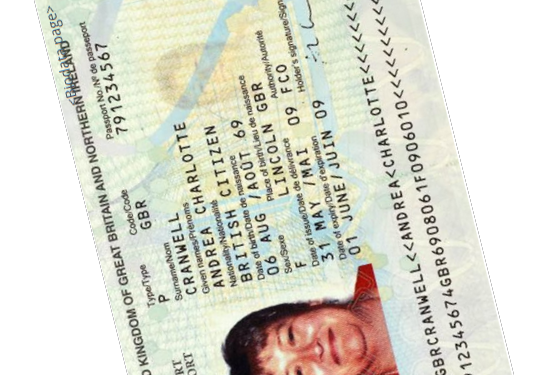 <Biodata page>
D KINGDOM OF GREAT BRITAIN AND NORTHERN IRELAND
Type/Type Code/Code Passport No./Nº de passeport
P GBR 791234567
Surname/Nom
CRANWELL
Given names/Prénoms
ANDREA CHARLOTTE
Nationality/Nationalité
BRITISH CITIZEN
Date of birth/Date de naissance
06 AUG /AOÛT 69
Sex/Sexe Place of birth/Lieu de naissance
F LINCOLN GBR
Date of issue/Date de délivrance Authority/Autorité
31 MAY /MAI 09 FCO
Date of expiry/Date d'expiration Holder's signature/Sign
01 JUNE/JUIN 09
GBRCRANWELL<<ANDREA<CHARLOTTE<<<<<<<
912345674GBR6908061F0906010<<<<<<<<